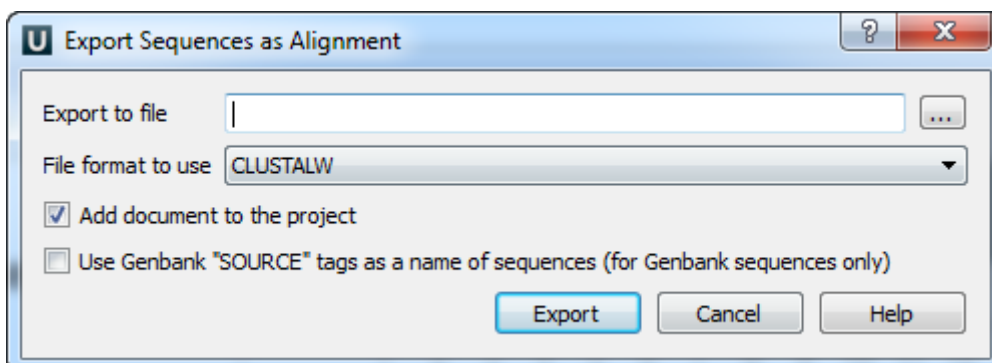 U Export Sequences as Alignment ? X
Export to file ...
File format to use CLUSTALW
Add document to the project
Use Genbank "SOURCE" tags as a name of sequences (for Genbank sequences only)
Export Cancel Help